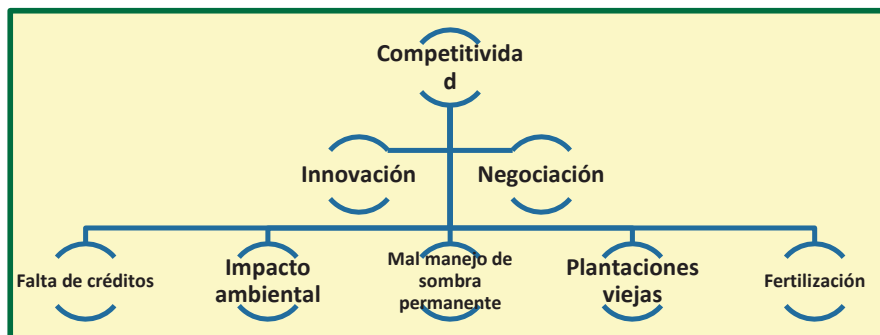 Competitivida
d
Innovación
Negociación
Falta de créditos
Impacto
ambiental
Mal manejo de
sombra
permanente
Plantaciones
viejas
Fertilización